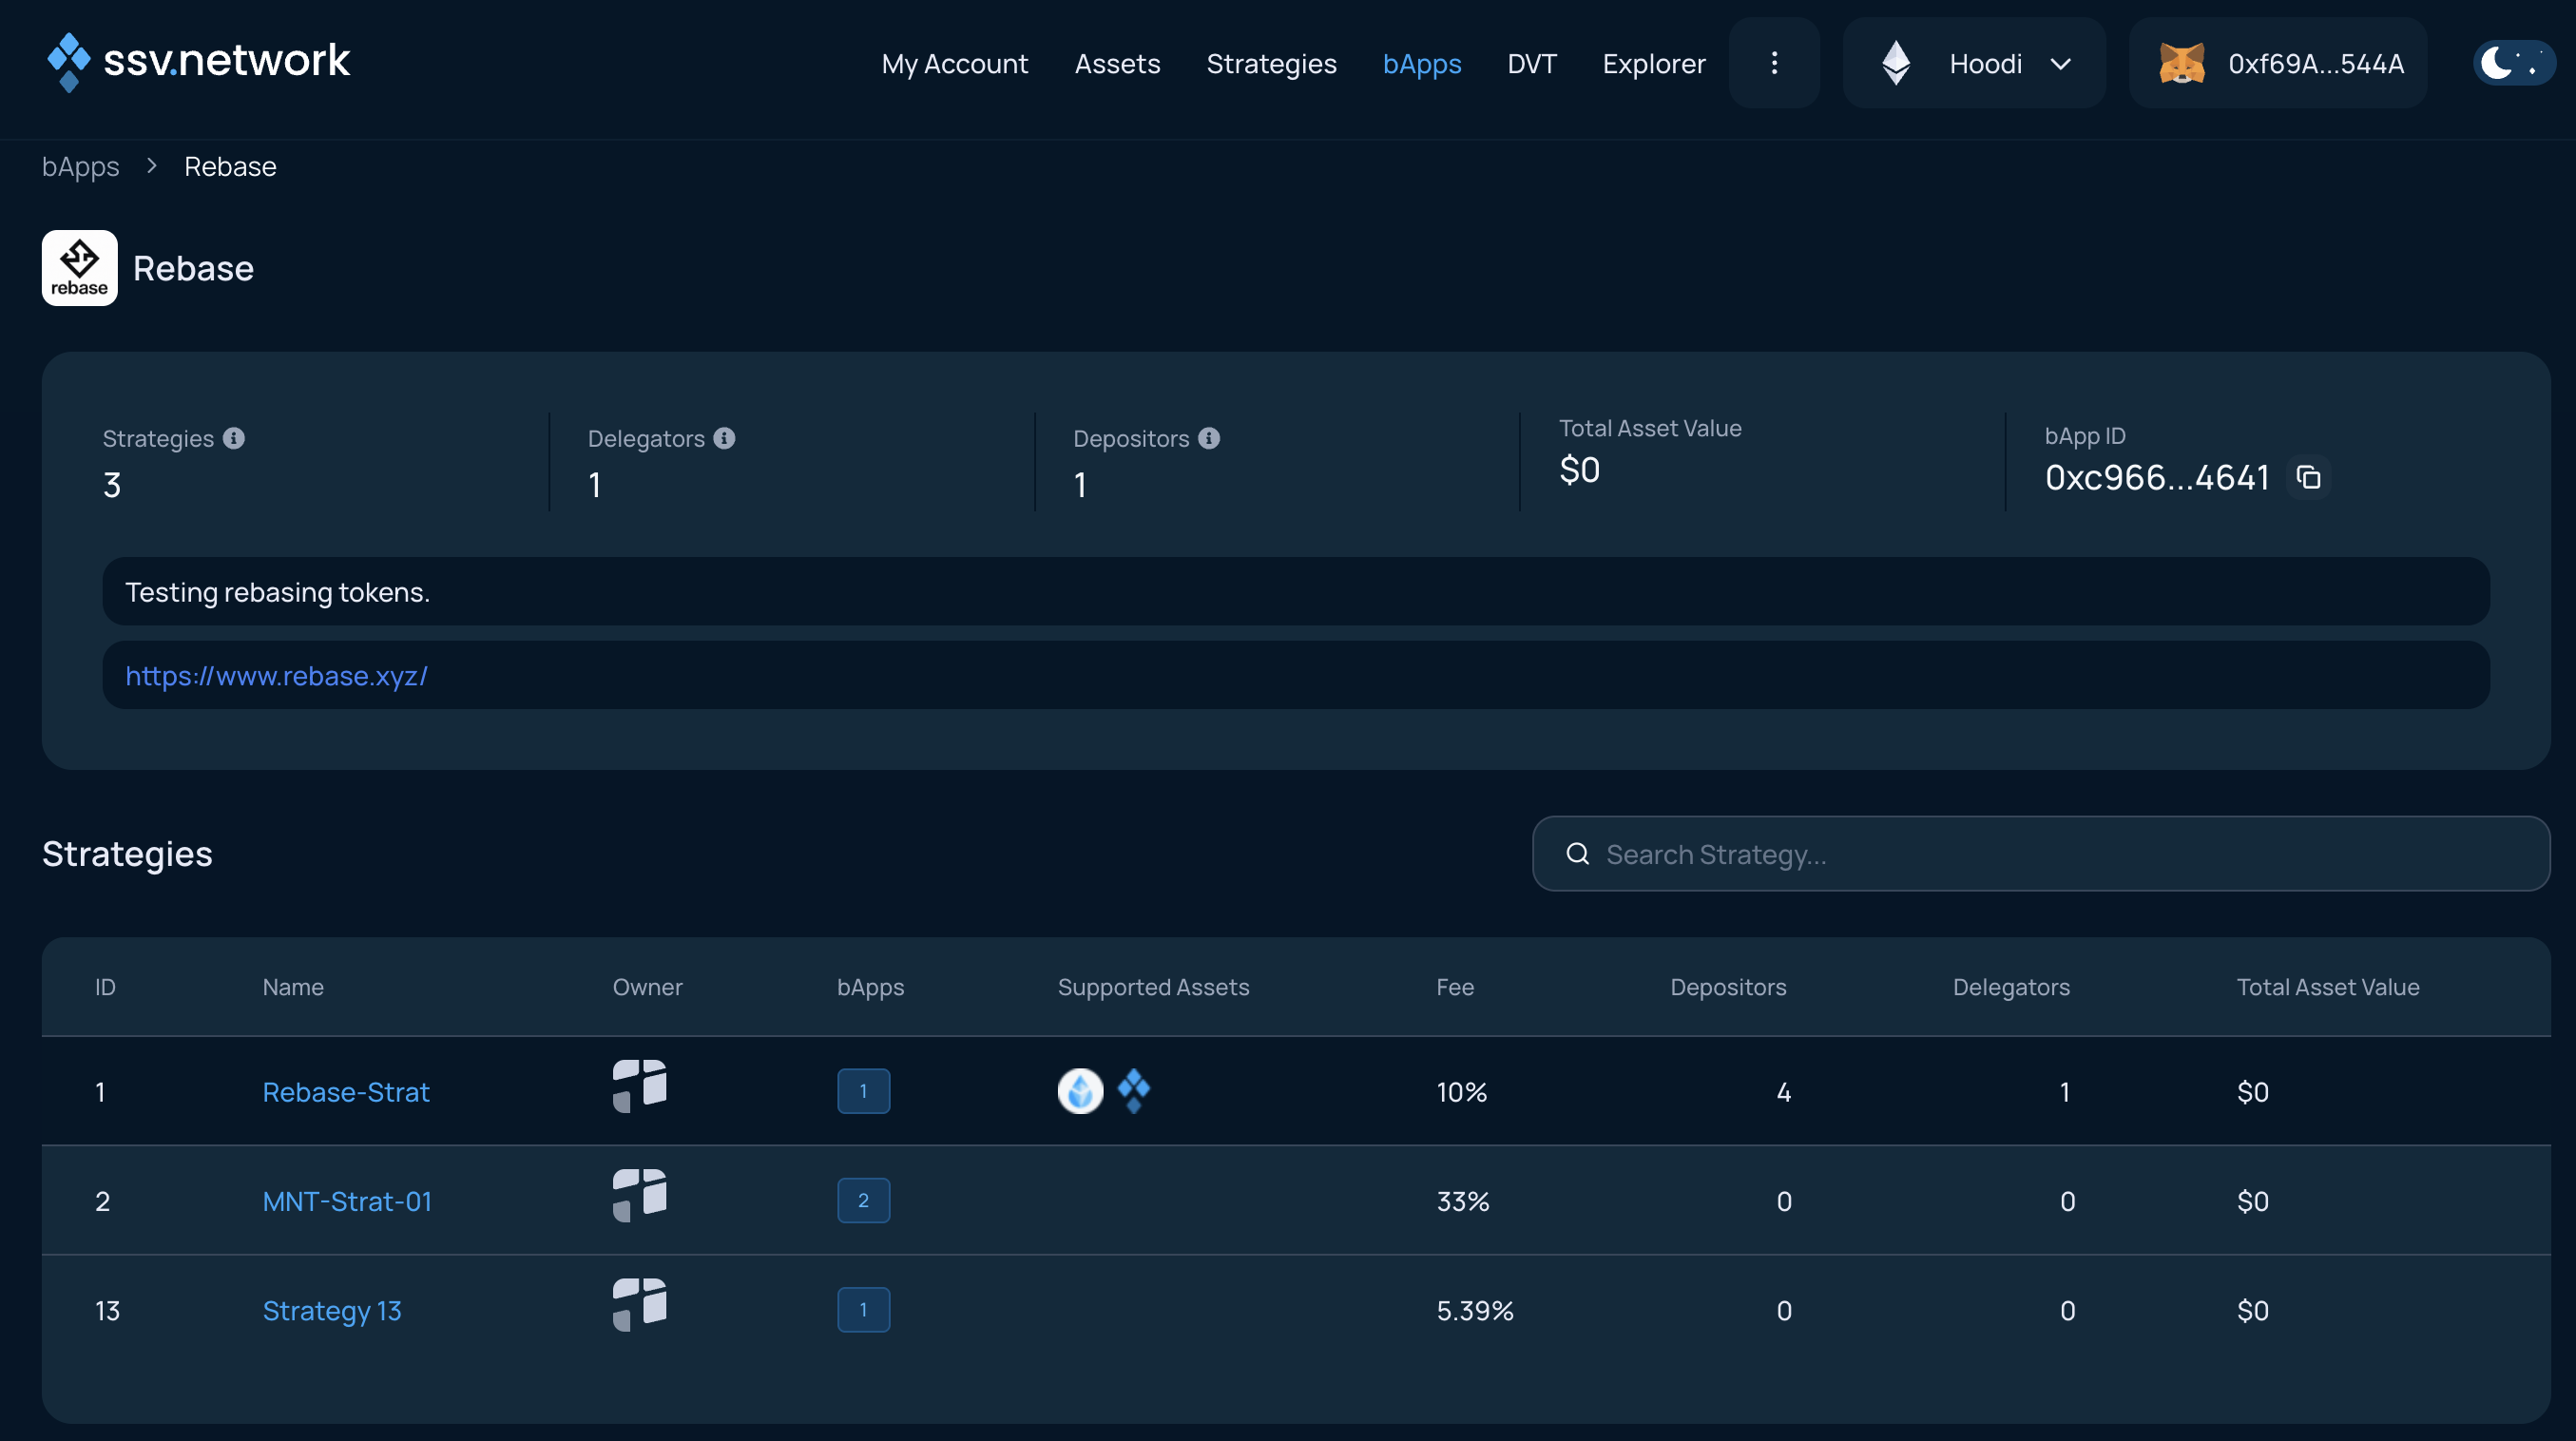 ssv.network
My Account Assets Strategies bApps DVT Explorer Hoodi 0xf69A...544A
bApps > Rebase
rebase
Rebase
Strategies Delegators Depositors Total Asset Value bApp ID
3 1 1 $0 0xc966...4641
Testing rebasing tokens.
https://www.rebase.xyz/
Strategies
Search Strategy...
ID Name Owner bApps Supported Assets Fee Depositors Delegators Total Asset Value
1 Rebase-Strat 1 10% 4 1 $0
2 MNT-Strat-01 2 33% 0 0 $0
13 Strategy 13 1 5.39% 0 0 $0